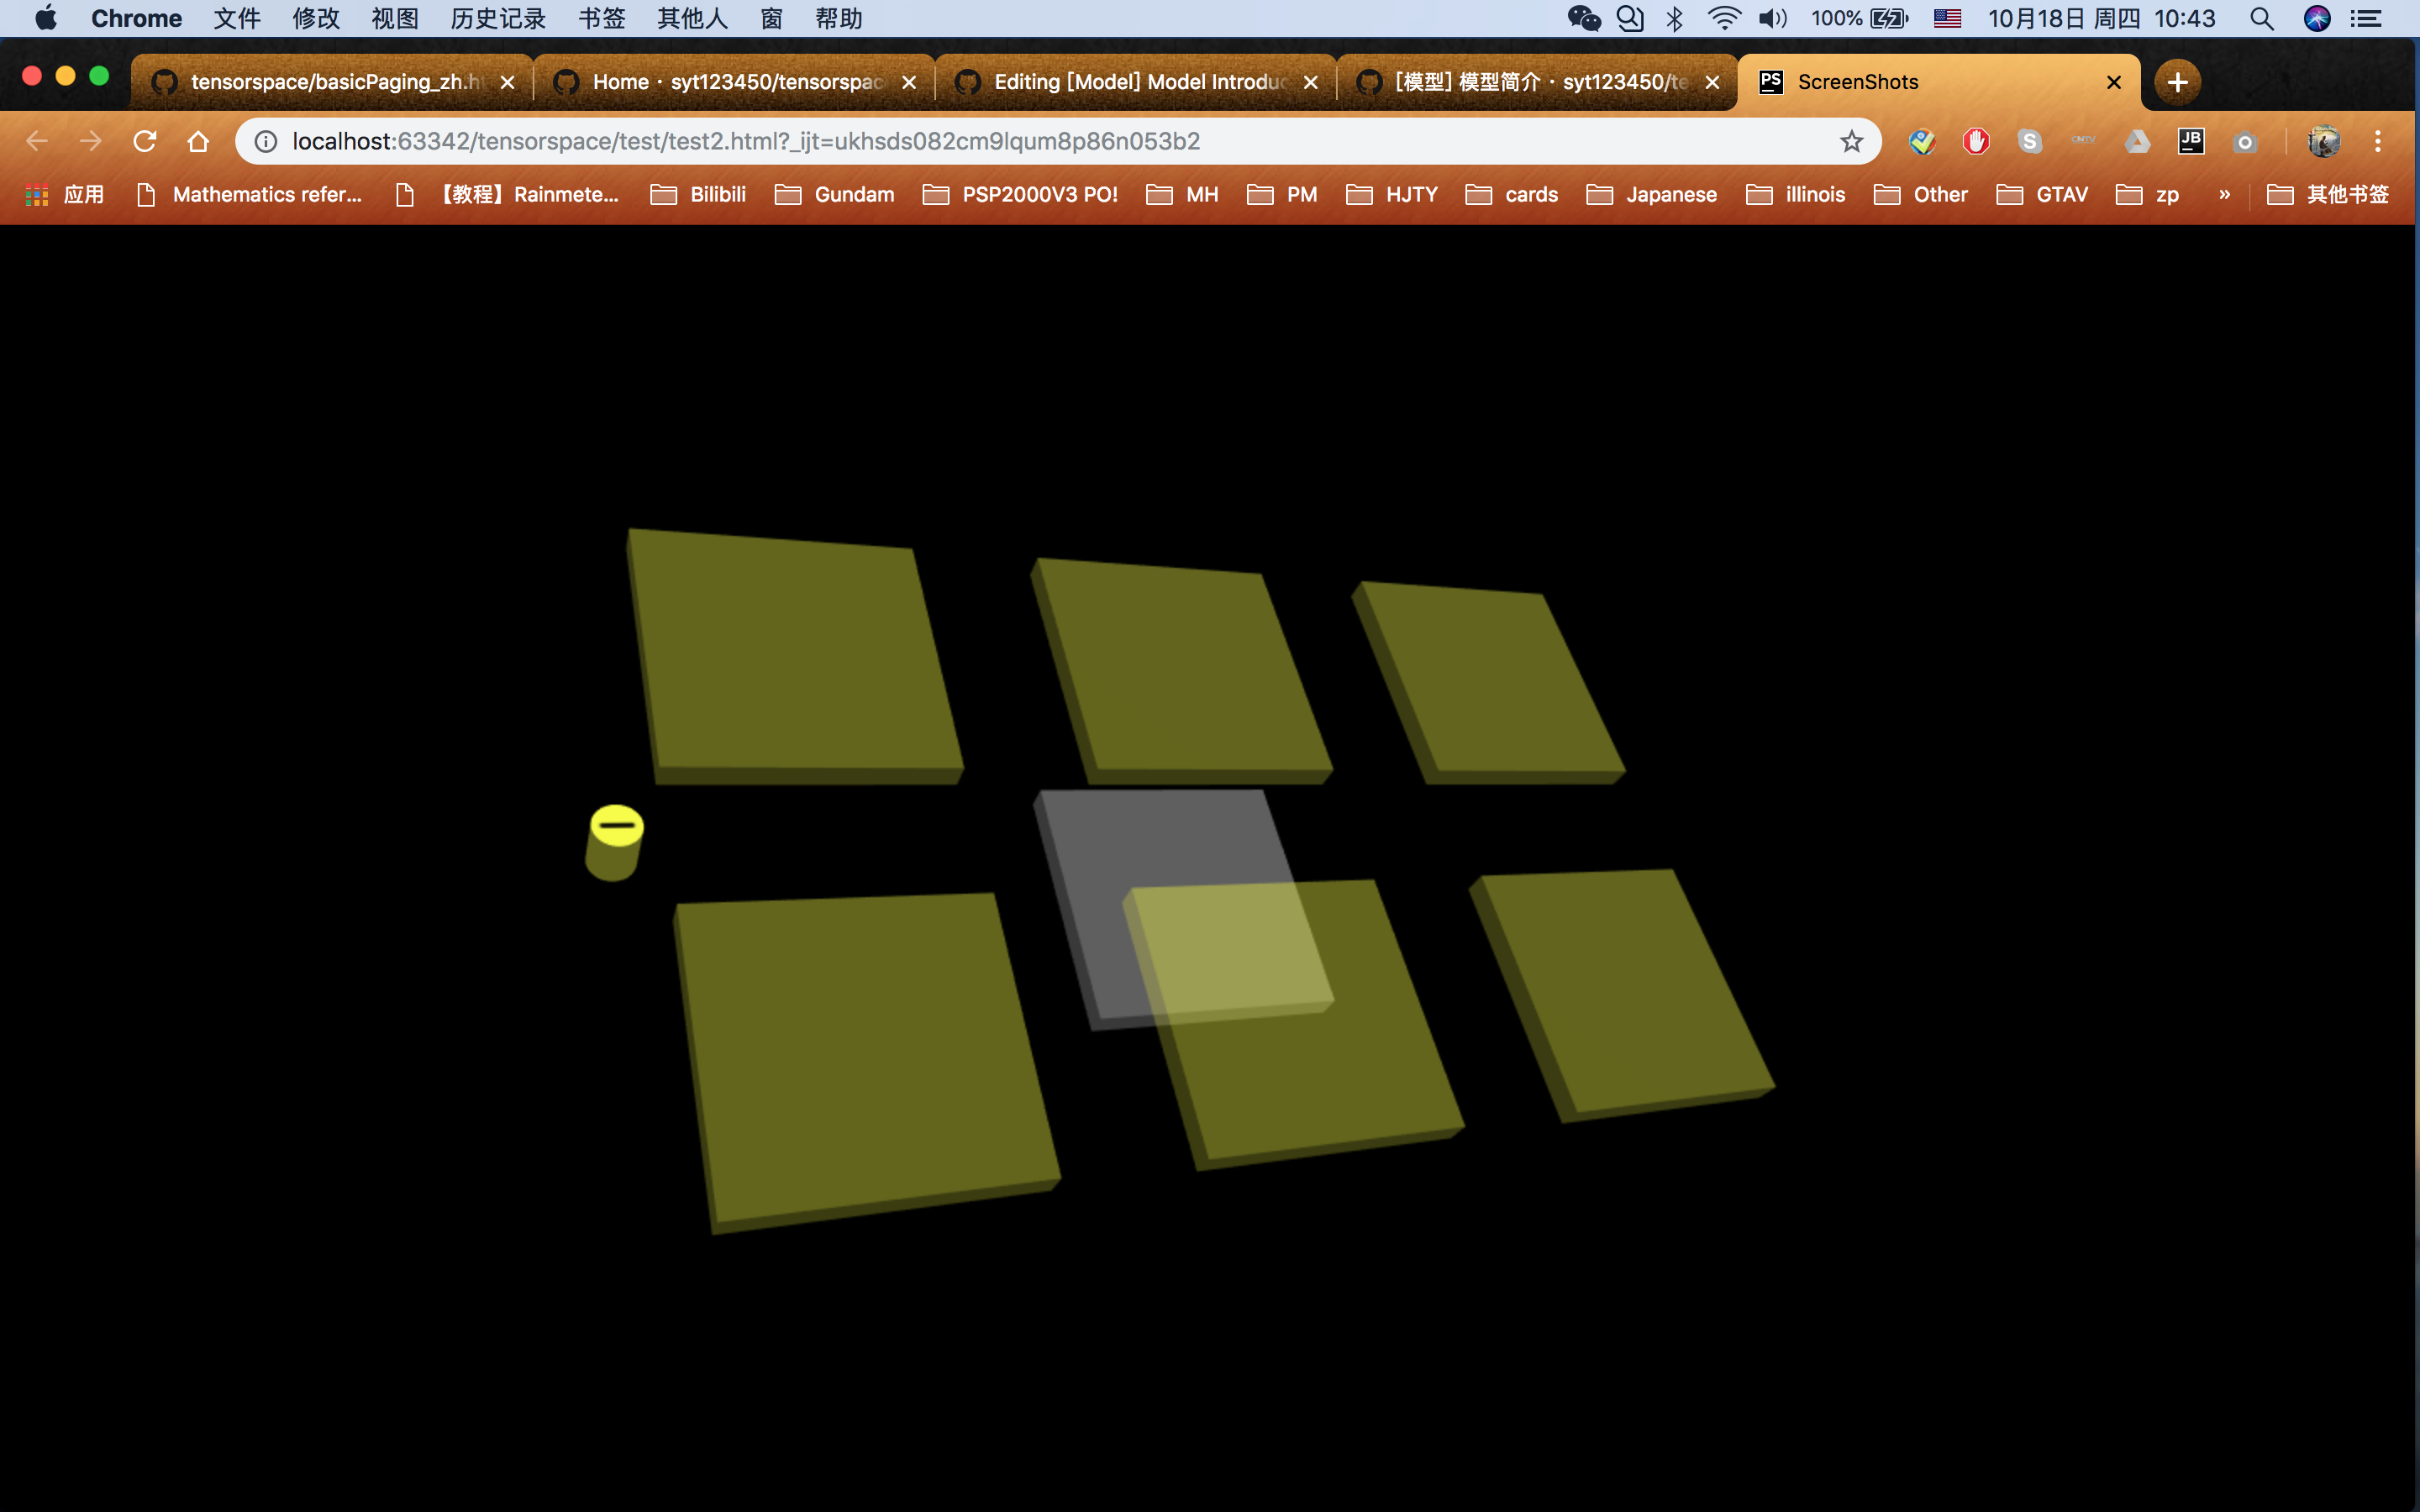 Chrome 文件 修改 视图 历史记录 书签 其他人 窗 帮助 100% 10月18日 周四 10:43
tensorspace/basicPaging_zh.h Home · syt123450/tensorspac Editing [Model] Model Introduc [模型] 模型简介 · syt123450/te PS ScreenShots
localhost:63342/tensorspace/test/test2.html?_ijt=ukhsds082cm9lqum8p86n053b2 S CNTV JB
应用 Mathematics refer... 【教程】Rainmete... Bilibili Gundam PSP2000V3 PO! MH PM HJTY cards Japanese illinois Other GTAV zp » 其他书签